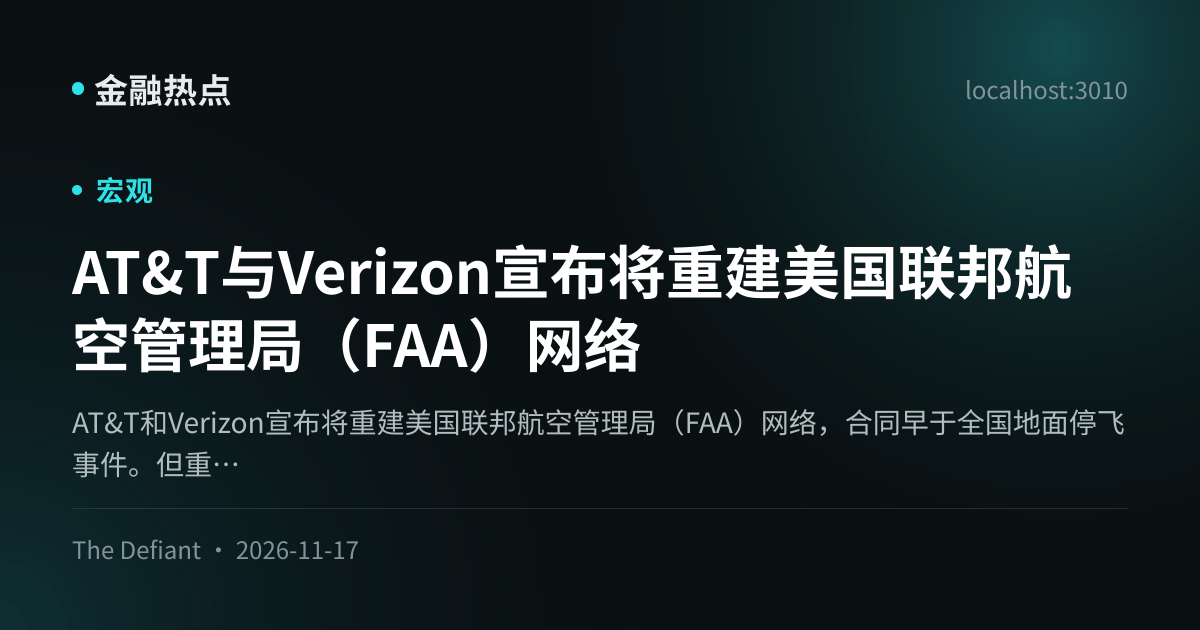 金融热点
localhost:3010
宏观
AT&T与Verizon宣布将重建美国联邦航
空管理局（FAA）网络
AT&T和Verizon宣布将重建美国联邦航空管理局（FAA）网络，合同早于全国地面停飞
事件。但重…
The Defiant · 2026-11-17